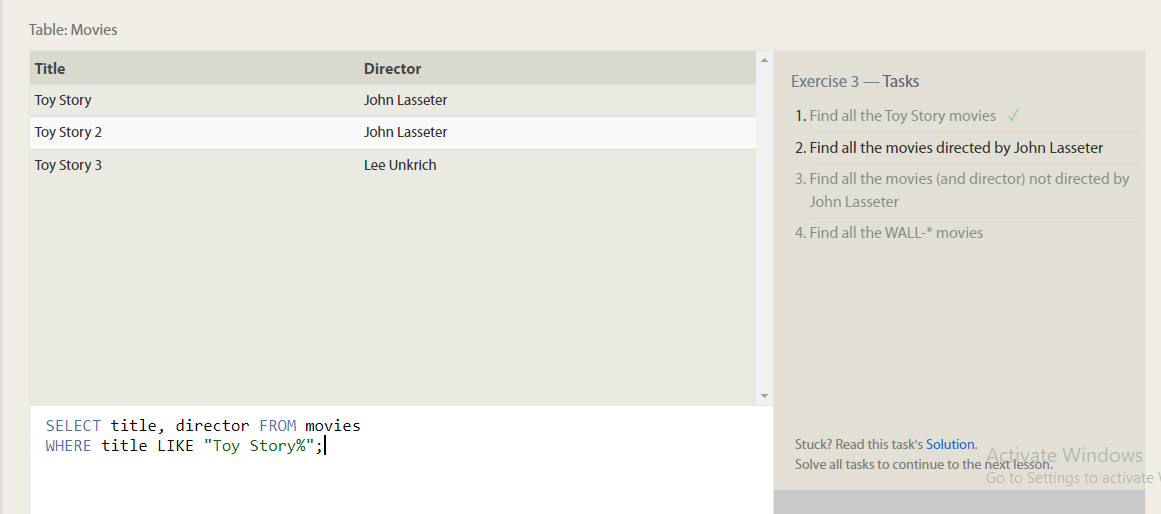 Table: Movies
Title Director
Toy Story John Lasseter
Toy Story 2 John Lasseter
Toy Story 3 Lee Unkrich
SELECT title, director FROM movies
WHERE title LIKE "Toy Story%";
Exercise 3 — Tasks
1. Find all the Toy Story movies ✓
2. Find all the movies directed by John Lasseter
3. Find all the movies (and director) not directed by
John Lasseter
4. Find all the WALL-* movies
Stuck? Read this task's Solution.
Solve all tasks to continue to the next lesson.
Activate Windows
Go to Settings to activate W